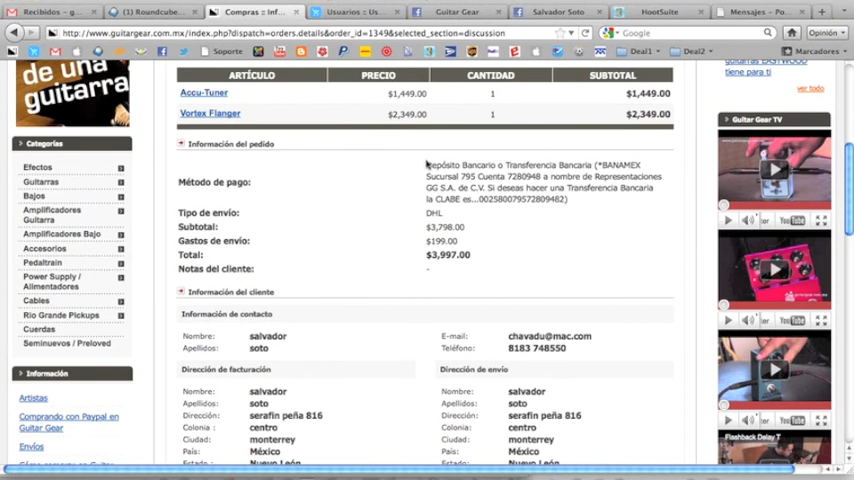 Recibidos - g...
(1) Roundcube...
Compras :: Inf...
Usuarios :: Us...
Guitar Gear
Salvador Soto
HootSuite
Mensajes - Po...
http://www.guitargear.com.mx/index.php?dispatch=orders.details&order_id=1349&selected_section=discussion
Google
Opinión
Soporte
Deal1
Deal2
Marcadores
de una
guitarra
Categorías
Efectos
Guitarras
Bajos
Amplificadores
Guitarra
Amplificadores Bajo
Accesorios
Pedaltrain
Power Supply /
Alimentadores
Cables
Rio Grande Pickups
Cuerdas
Seminuevos / Preloved
Información
Artistas
Comprando con Paypal en
Guitar Gear
Envíos
ARTÍCULO PRECIO CANTIDAD SUBTOTAL
Accu-Tuner $1,449.00 1 $1,449.00
Vortex Flanger $2,349.00 1 $2,349.00
Información del pedido
Método de pago:
Depósito Bancario o Transferencia Bancaria (*BANAMEX
Sucursal 795 Cuenta 7280948 a nombre de Representaciones
GG S.A. de C.V. Si deseas hacer una Transferencia Bancaria
la CLABE es...002580079572809482)
Tipo de envío: DHL
Subtotal: $3,798.00
Gastos de envío: $199.00
Total: $3,997.00
Notas del cliente: -
Información del cliente
Información de contacto
Nombre: salvador E-mail: chavadu@mac.com
Apellidos: soto Teléfono: 8183 748550
Dirección de facturación Dirección de envío
Nombre: salvador Nombre: salvador
Apellidos: soto Apellidos: soto
Dirección: serafin peña 816 Dirección: serafin peña 816
Colonia : centro Colonia : centro
Ciudad: monterrey Ciudad: monterrey
País: México País: México
Estado : Nuevo León Estado : Nuevo León
guitarras EASTWOOD
tiene para ti
ver todo
Guitar Gear TV
YouTube
YouTube
YouTube
Flashback Delay T